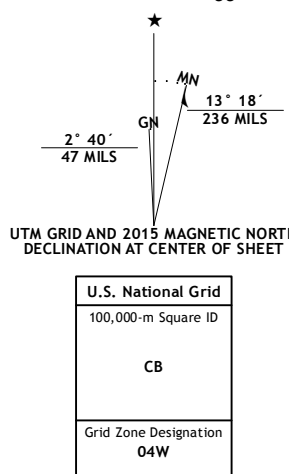 ★
MN
GN
13° 18´
236 MILS
2° 40´
47 MILS
UTM GRID AND 2015 MAGNETIC NORTH
DECLINATION AT CENTER OF SHEET
U.S. National Grid
100,000-m Square ID
CB
Grid Zone Designation
04W